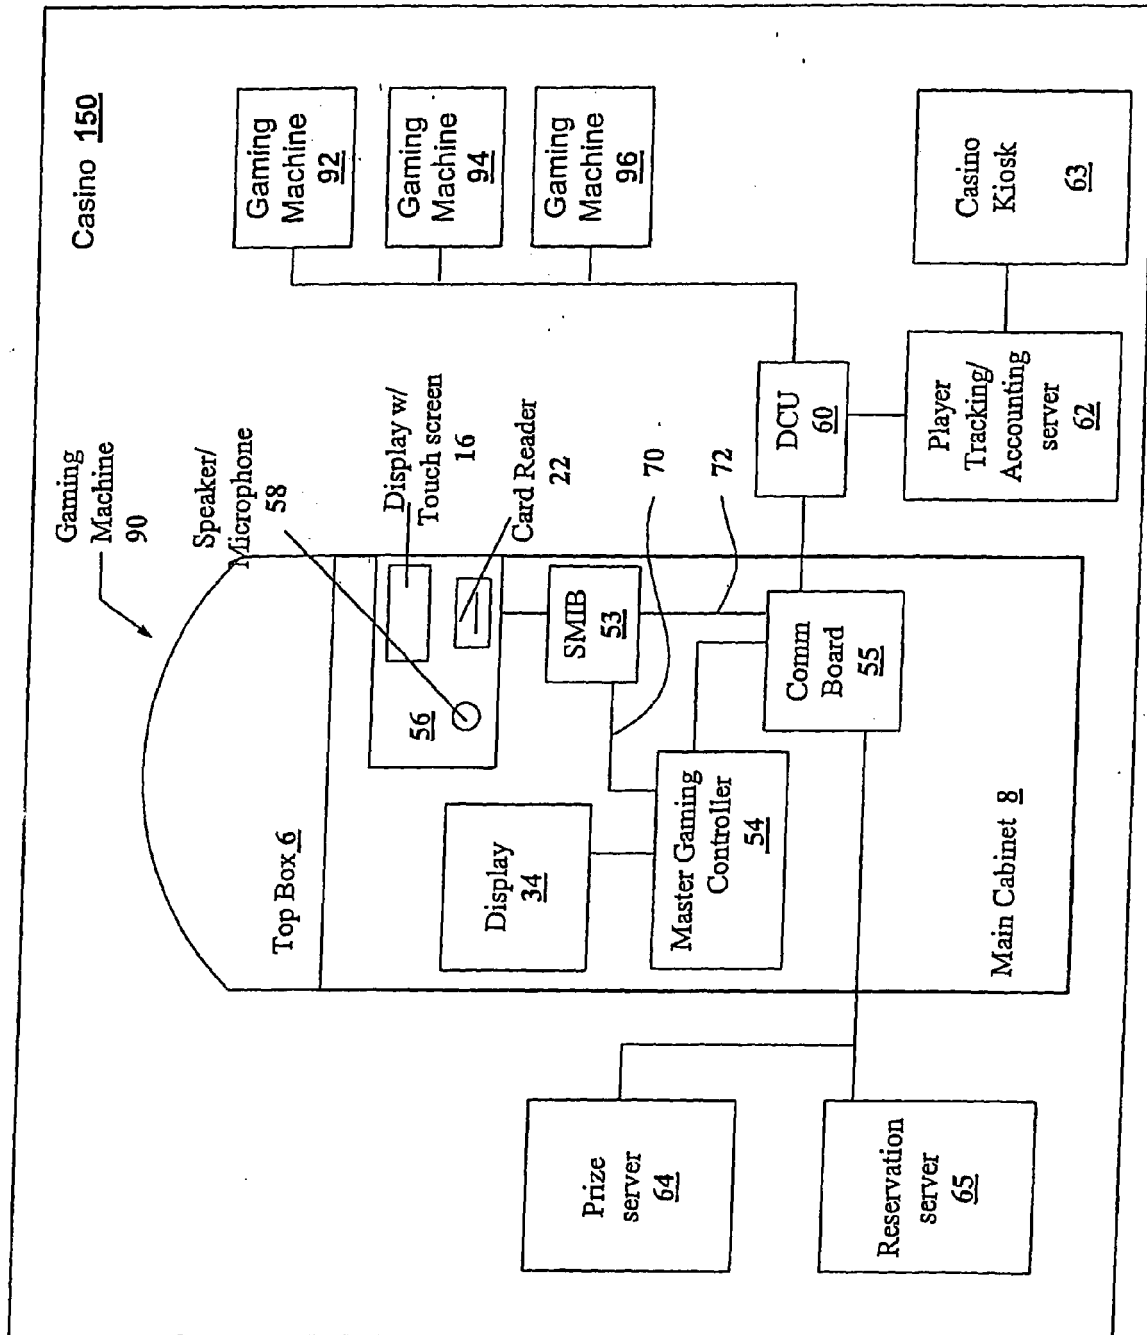 Casino 150
Gaming
Machine
90
Gaming
Machine
92
Gaming
Machine
94
Gaming
Machine
96
Speaker/
Microphone
58
Display w/
Touch screen
16
Card Reader
22
Top Box 6
56
Display
34
SMIB
53
70
72
Master Gaming
Controller
54
Comm
Board
55
Main Cabinet 8
DCU
60
Player
Tracking/
Accounting
server
62
Casino
Kiosk
63
Prize
server
64
Reservation
server
65